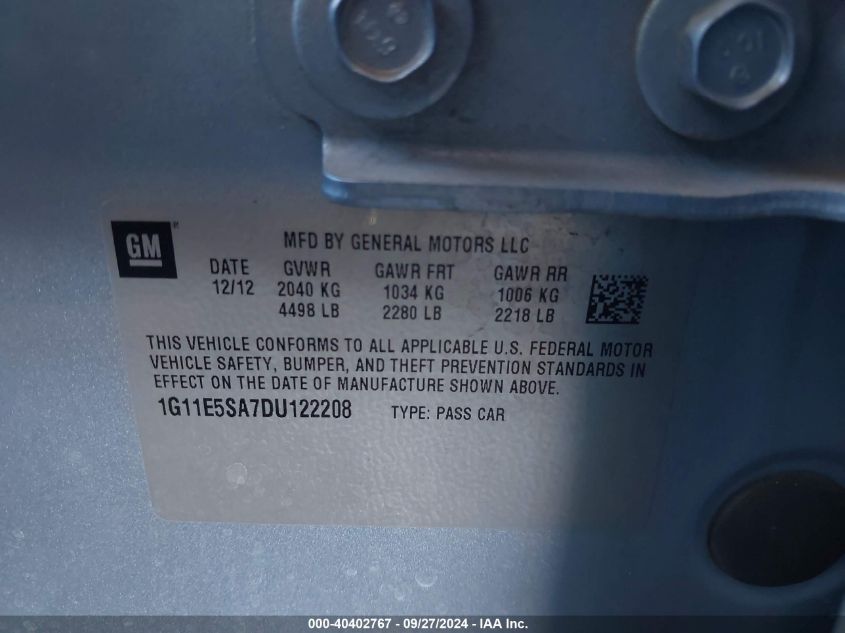 GM
MFD BY GENERAL MOTORS LLC
DATE GVWR GAWR FRT GAWR RR
12/12 2040 KG 1034 KG 1006 KG
4498 LB 2280 LB 2218 LB
THIS VEHICLE CONFORMS TO ALL APPLICABLE U.S. FEDERAL MOTOR
VEHICLE SAFETY, BUMPER, AND THEFT PREVENTION STANDARDS IN
EFFECT ON THE DATE OF MANUFACTURE SHOWN ABOVE.
1G11E5SA7DU122208 TYPE: PASS CAR
000-40402767 - 09/27/2024 - IAA Inc.